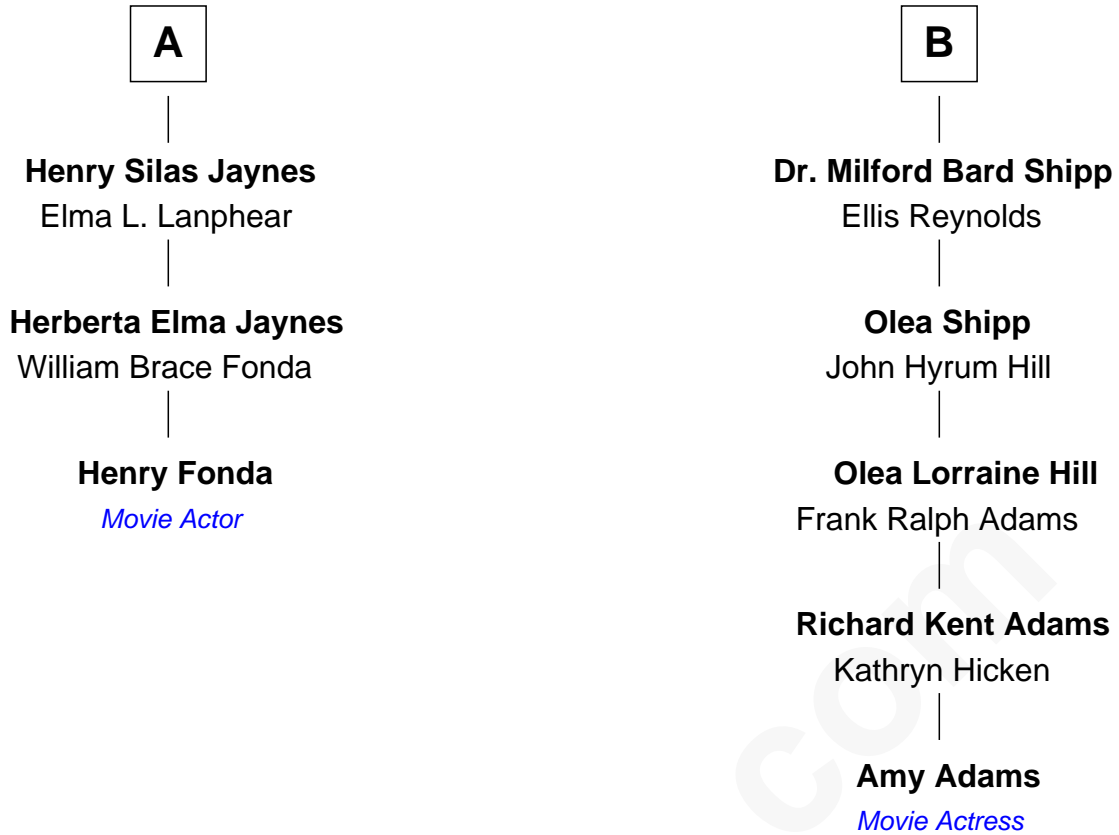 A
Henry Silas Jaynes
Elma L. Lanphear
Herberta Elma Jaynes
William Brace Fonda
Henry Fonda
Movie Actor
B
Dr. Milford Bard Shipp
Ellis Reynolds
Olea Shipp
John Hyrum Hill
Olea Lorraine Hill
Frank Ralph Adams
Richard Kent Adams
Kathryn Hicken
Amy Adams
Movie Actress
com